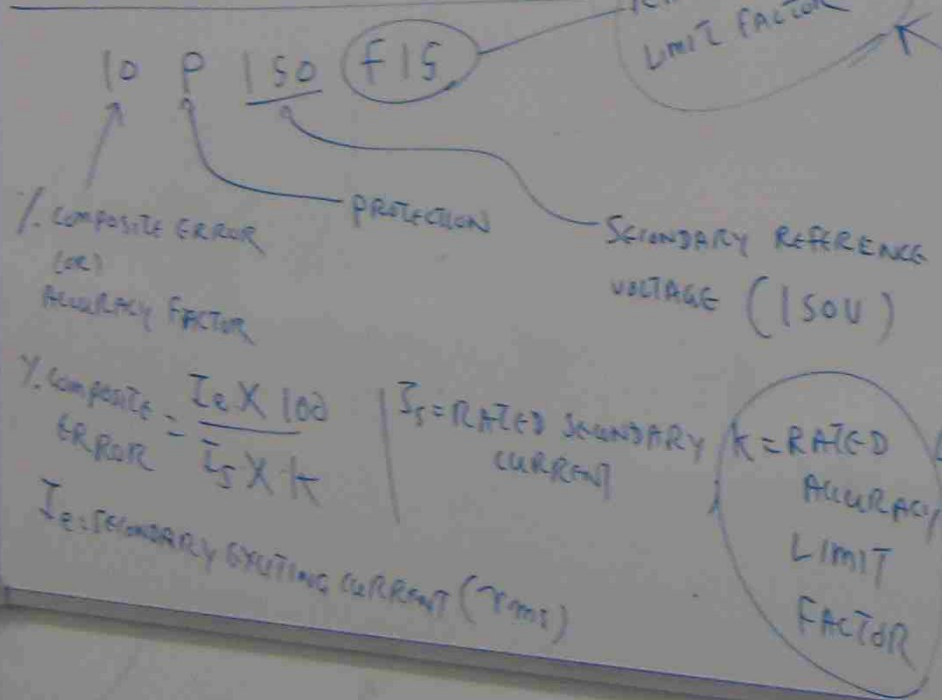 LIMIT FACTOR
10 P 150 F15
% COMPOSITE ERROR
(OR)
ACCURACY FACTOR
PROTECTION
SECONDARY REFERENCE
VOLTAGE (150V)
% COMPOSITE ERROR = Ie X 100 / Is X K
Is = RATED SECONDARY
CURRENT
K = RATED
ACCURACY
LIMIT
FACTOR
Ie = SECONDARY EXCITING CURRENT (rms)